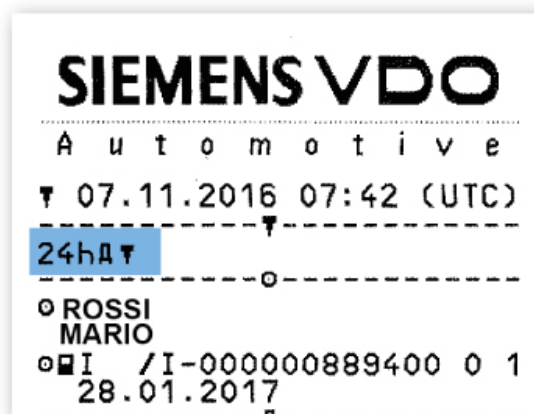 SIEMENS VDO
Automotive
▼ 07.11.2016 07:42 (UTC)
24h▼
ROSSI
MARIO
I /I-000000889400 0 1
28.01.2017